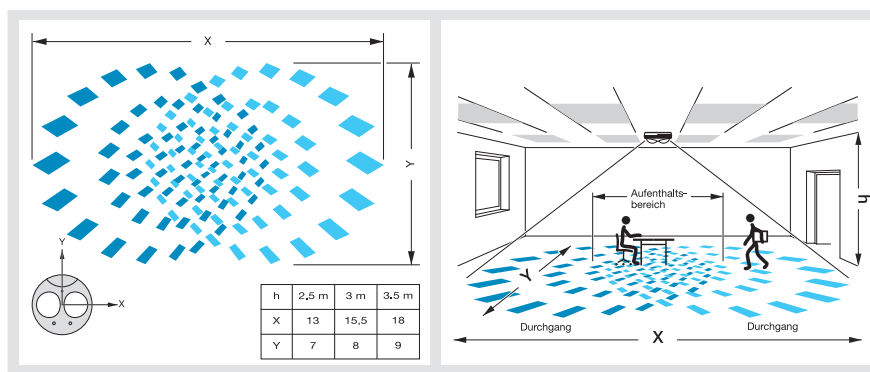 X
Y
Y
X
h 2,5 m 3 m 3.5 m
X 13 15,5 18
Y 7 8 9
Aufenthalts-
bereich
h
Y
Durchgang Durchgang
X